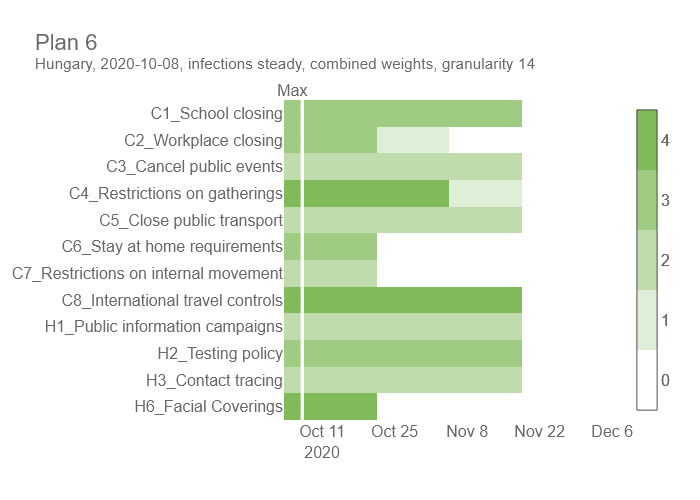 Plan 6
Hungary, 2020-10-08, infections steady, combined weights, granularity 14
Max
C1_School closing
C2_Workplace closing
C3_Cancel public events
C4_Restrictions on gatherings
C5_Close public transport
C6_Stay at home requirements
C7_Restrictions on internal movement
C8_International travel controls
H1_Public information campaigns
H2_Testing policy
H3_Contact tracing
H6_Facial Coverings
Oct 11 Oct 25 Nov 8 Nov 22 Dec 6
2020
4
3
2
1
0